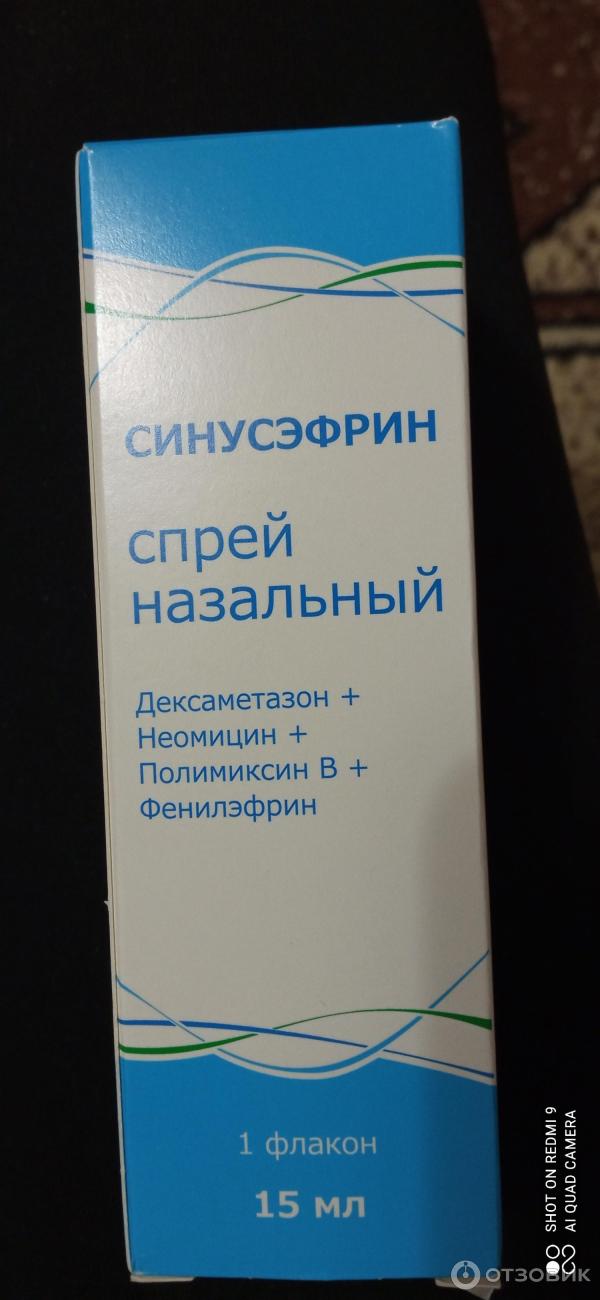 СИНУСЭФРИН
спрей
назальный
Дексаметазон +
Неомицин +
Полимиксин В +
Фенилэфрин
1 флакон
15 мл
SHOT ON REDMI 9
AI QUAD CAMERA
ОТЗОВИК